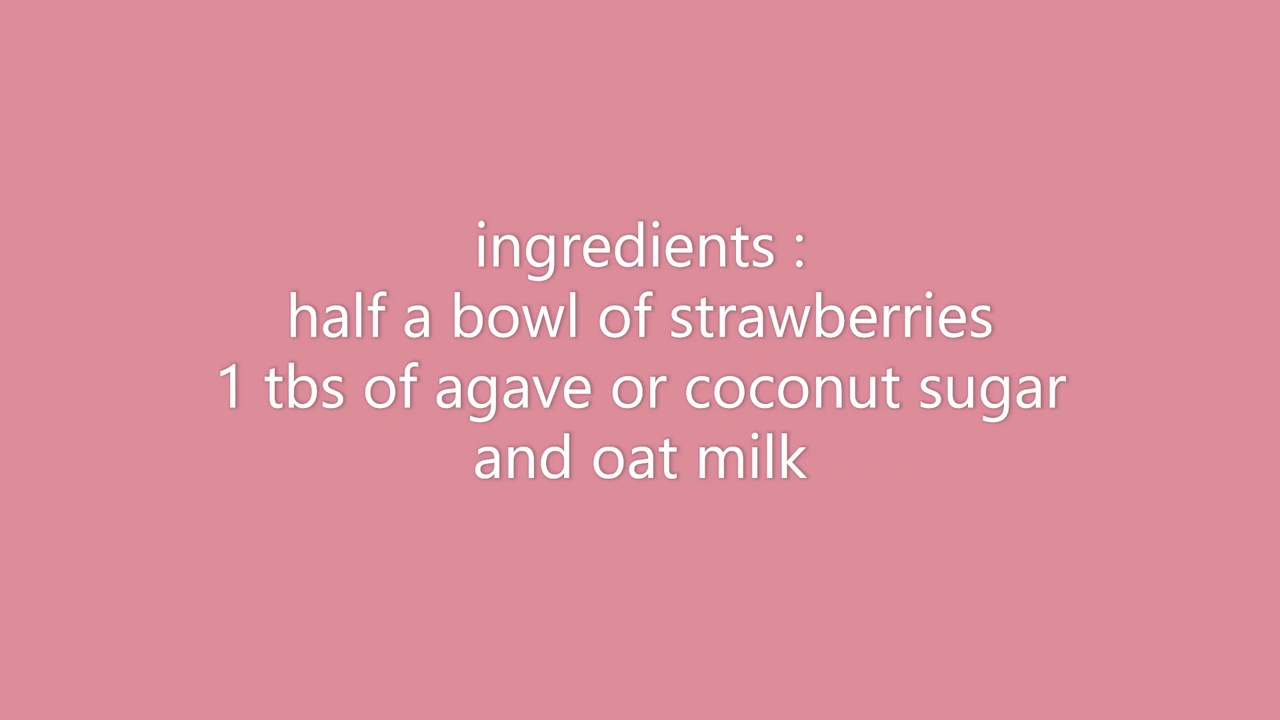 ingredients :
half a bowl of strawberries
1 tbs of agave or coconut sugar
and oat milk